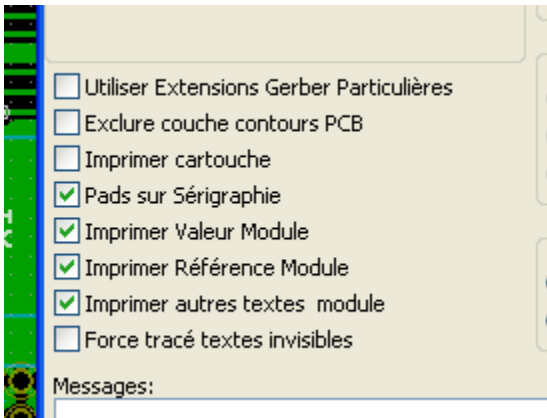 Utiliser Extensions Gerber Particulières
Exclure couche contours PCB
Imprimer cartouche
Pads sur Sérigraphie
Imprimer Valeur Module
Imprimer Référence Module
Imprimer autres textes module
Force tracé textes invisibles
Messages: